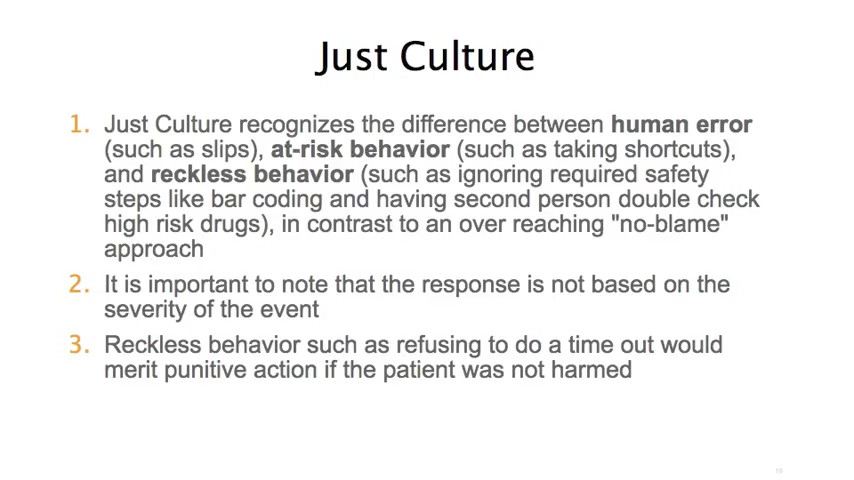 Just Culture
1. Just Culture recognizes the difference between human error
(such as slips), at-risk behavior (such as taking shortcuts),
and reckless behavior (such as ignoring required safety
steps like bar coding and having second person double check
high risk drugs), in contrast to an over reaching "no-blame"
approach
2. It is important to note that the response is not based on the
severity of the event
3. Reckless behavior such as refusing to do a time out would
merit punitive action if the patient was not harmed